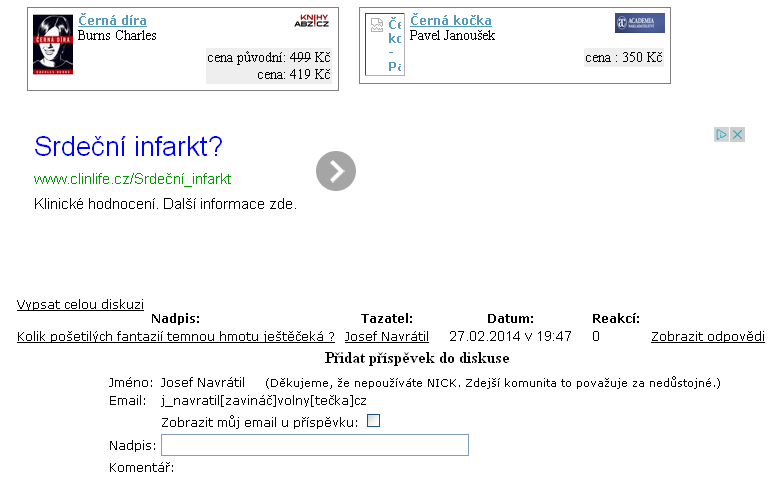 Černá díra
Burns Charles
KNIHY
ABZ.CZ
cena původní: 499 Kč
cena: 419 Kč
ČERNÁ DÍRA
CHARLES BURNS
Černá kočka
Pavel Janoušek
ACADEMIA
cena : 350 Kč
Srdeční infarkt?
www.clinlife.cz/Srdeční_infarkt
Klinické hodnocení. Další informace zde.
Vypsat celou diskuzi
Nadpis: Tazatel: Datum: Reakcí:
Kolik pošetilých fantazií temnou hmotu ještěčeká ? Josef Navrátil 27.02.2014 v 19:47 0 Zobrazit odpovědi
Přidat příspěvek do diskuse
Jméno: Josef Navrátil (Děkujeme, že nepoužíváte NICK. Zdejší komunita to považuje za nedůstojné.)
Email: j_navratil[zavináč]volny[tečka]cz
Zobrazit můj email u příspěvku:
Nadpis:
Komentář: